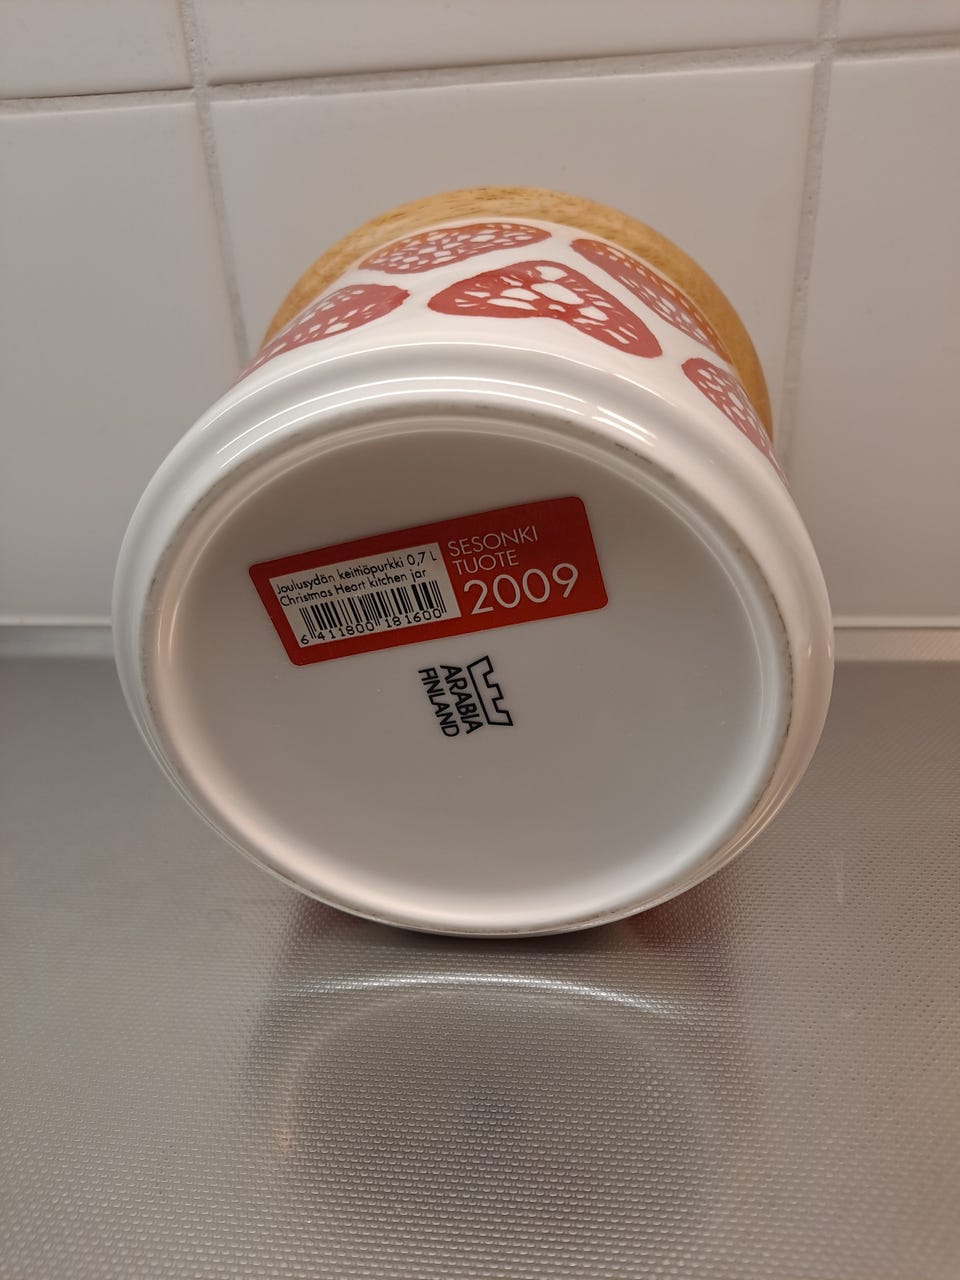 Joulusydän keittiöpurkki 0,7 L
Christmas Heart kitchen jar
6 411800 181600
SESONKI
TUOTE
2009
ARABIA
FINLAND